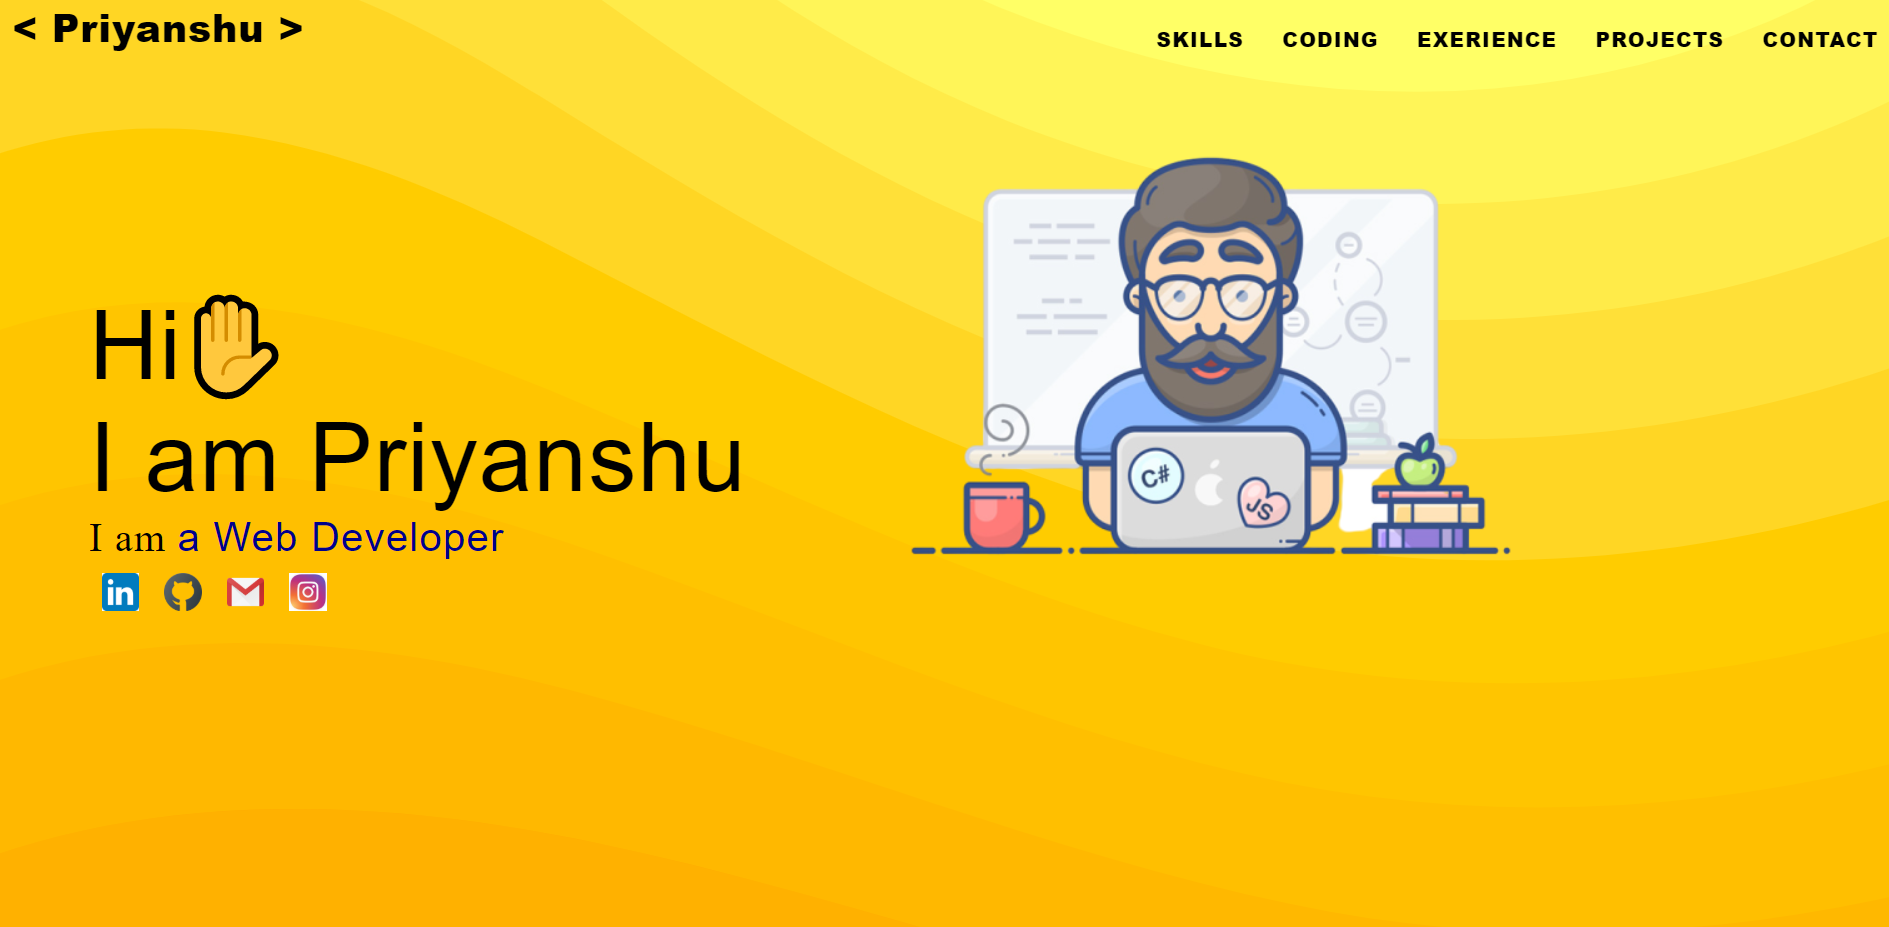 < Priyanshu >
SKILLS CODING EXERIENCE PROJECTS CONTACT
Hi
I am Priyanshu
I am a Web Developer
in
C#
JS